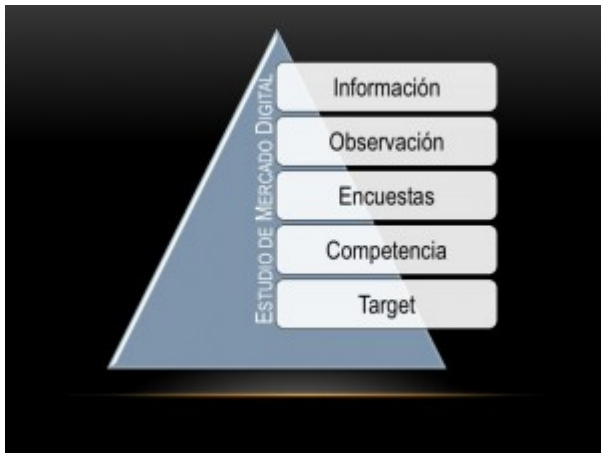 ESTUDIO DE MERCADO DIGITAL
Información
Observación
Encuestas
Competencia
Target